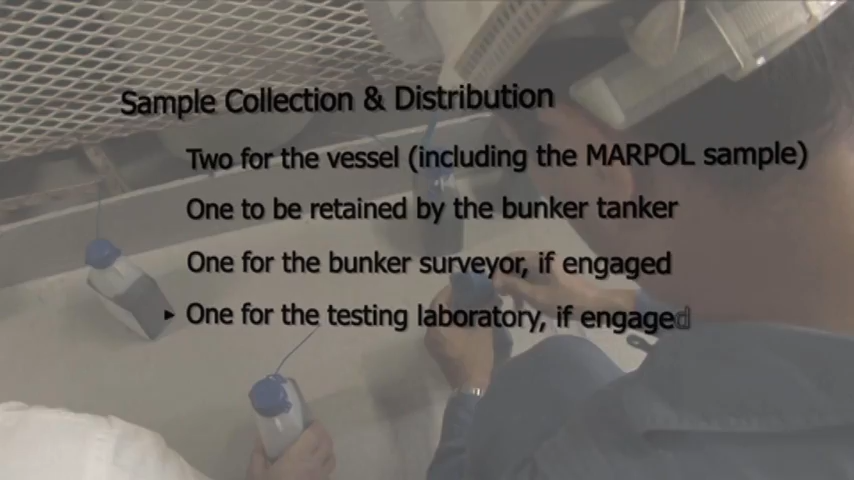 Sample Collection & Distribution
Two for the vessel (including the MARPOL sample)
One to be retained by the bunker tanker
One for the bunker surveyor, if engaged
One for the testing laboratory, if engaged